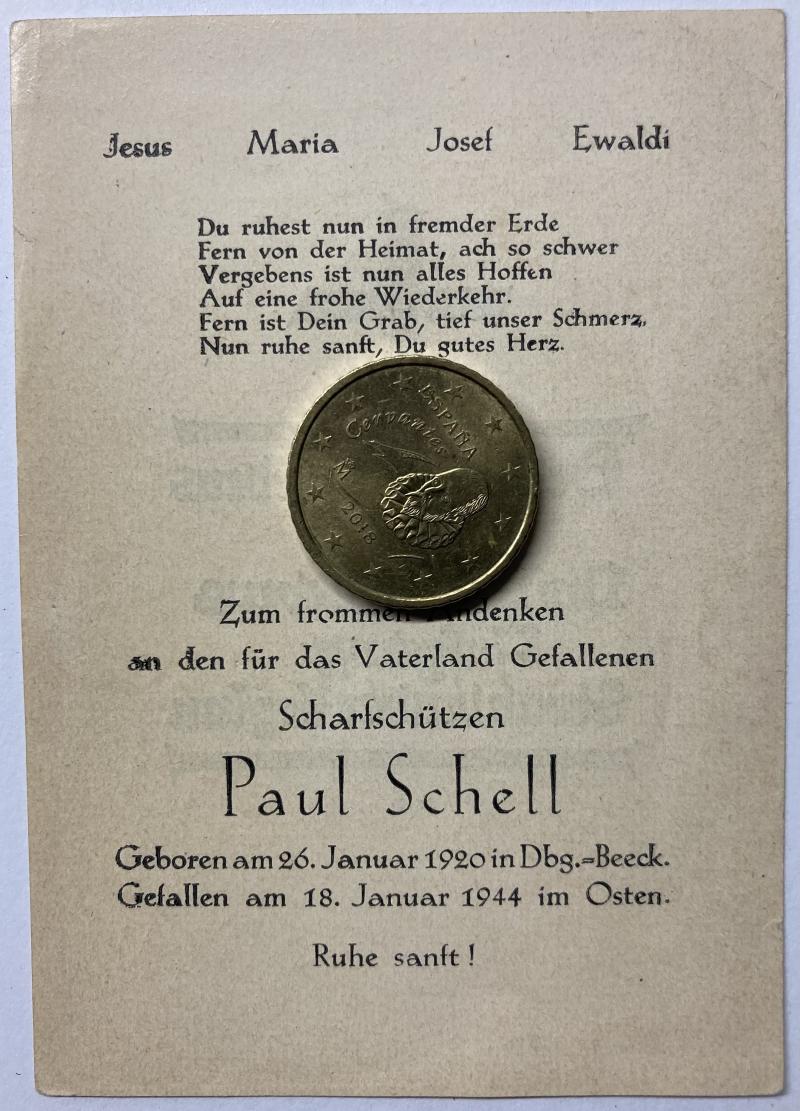 Jesus Maria Josef Ewaldi
Du ruhest nun in fremder Erde
Fern von der Heimat, ach so schwer
Vergebens ist nun alles Hoffen
Auf eine frohe Wiederkehr.
Fern ist Dein Grab, tief unser Schmerz,
Nun ruhe sanft, Du gutes Herz.
ESPAÑA
Cervantes
M
2018
Zum frommen Andenken
an den für das Vaterland Gefallenen
Scharfschützen
Paul Schell
Geboren am 26. Januar 1920 in Dbg.=Beeck.
Gefallen am 18. Januar 1944 im Osten.
Ruhe sanft!